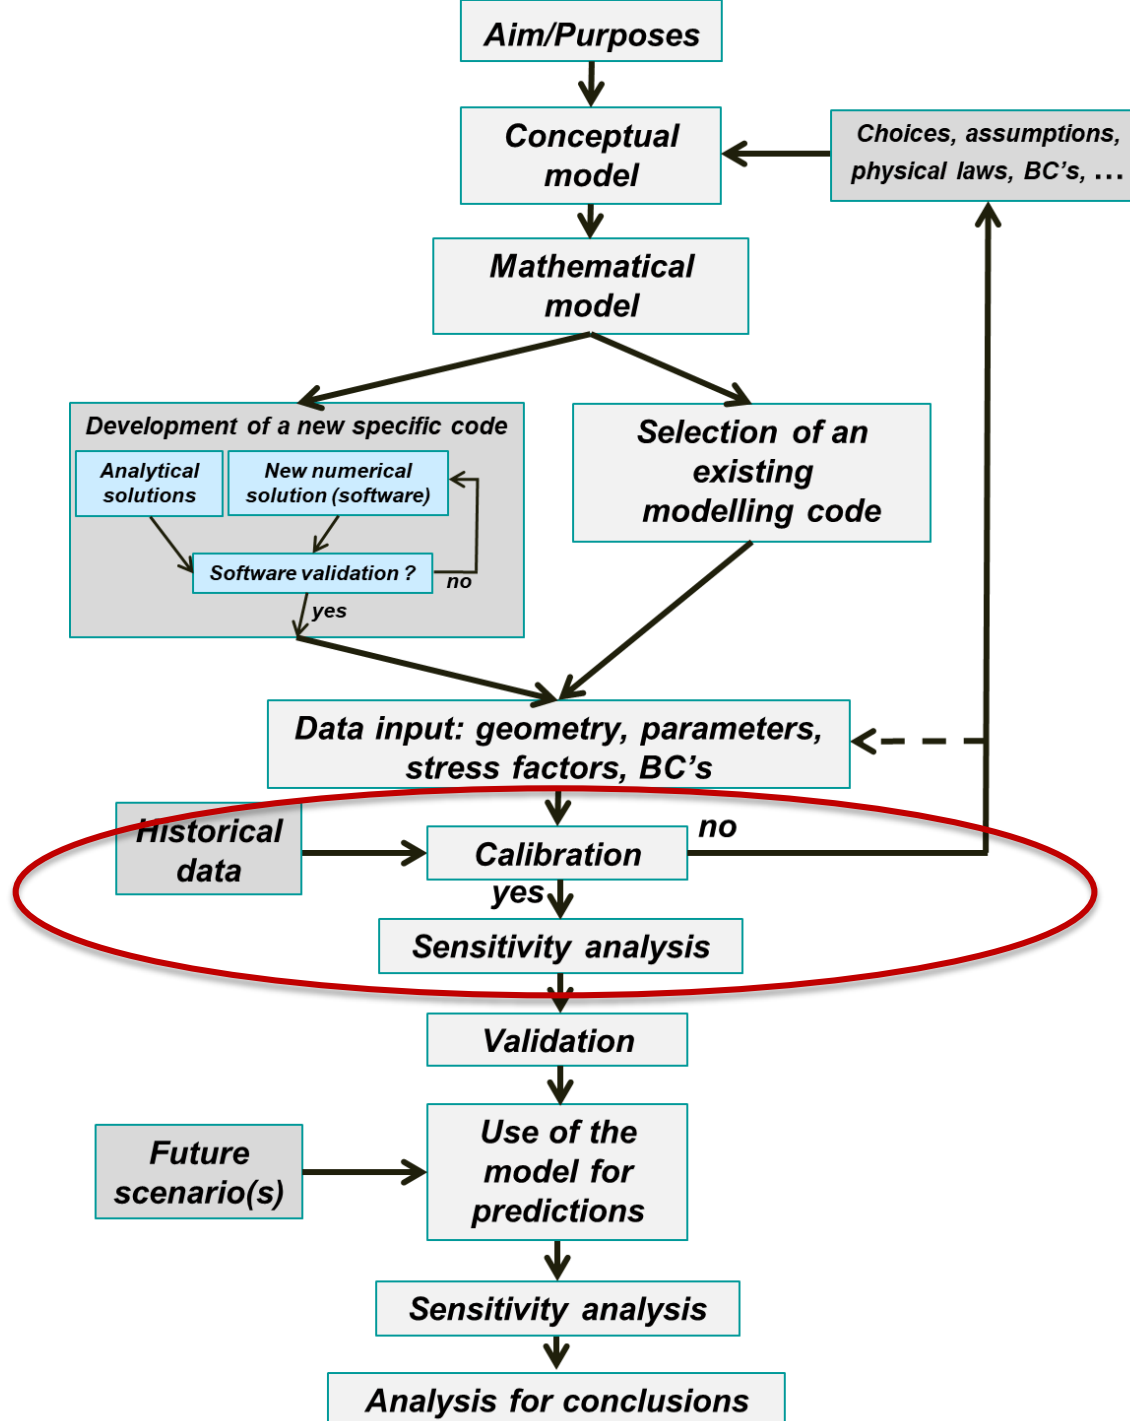 Aim/Purposes
Conceptual
model
Choices, assumptions,
physical laws, BC's, ...
Mathematical
model
Development of a new specific code
Analytical
solutions
New numerical
solution (software)
Software validation ?
no
yes
Selection of an
existing
modelling code
Data input: geometry, parameters,
stress factors, BC's
Historical
data
Calibration
no
yes
Sensitivity analysis
Validation
Future
scenario(s)
Use of the
model for
predictions
Sensitivity analysis
Analysis for conclusions